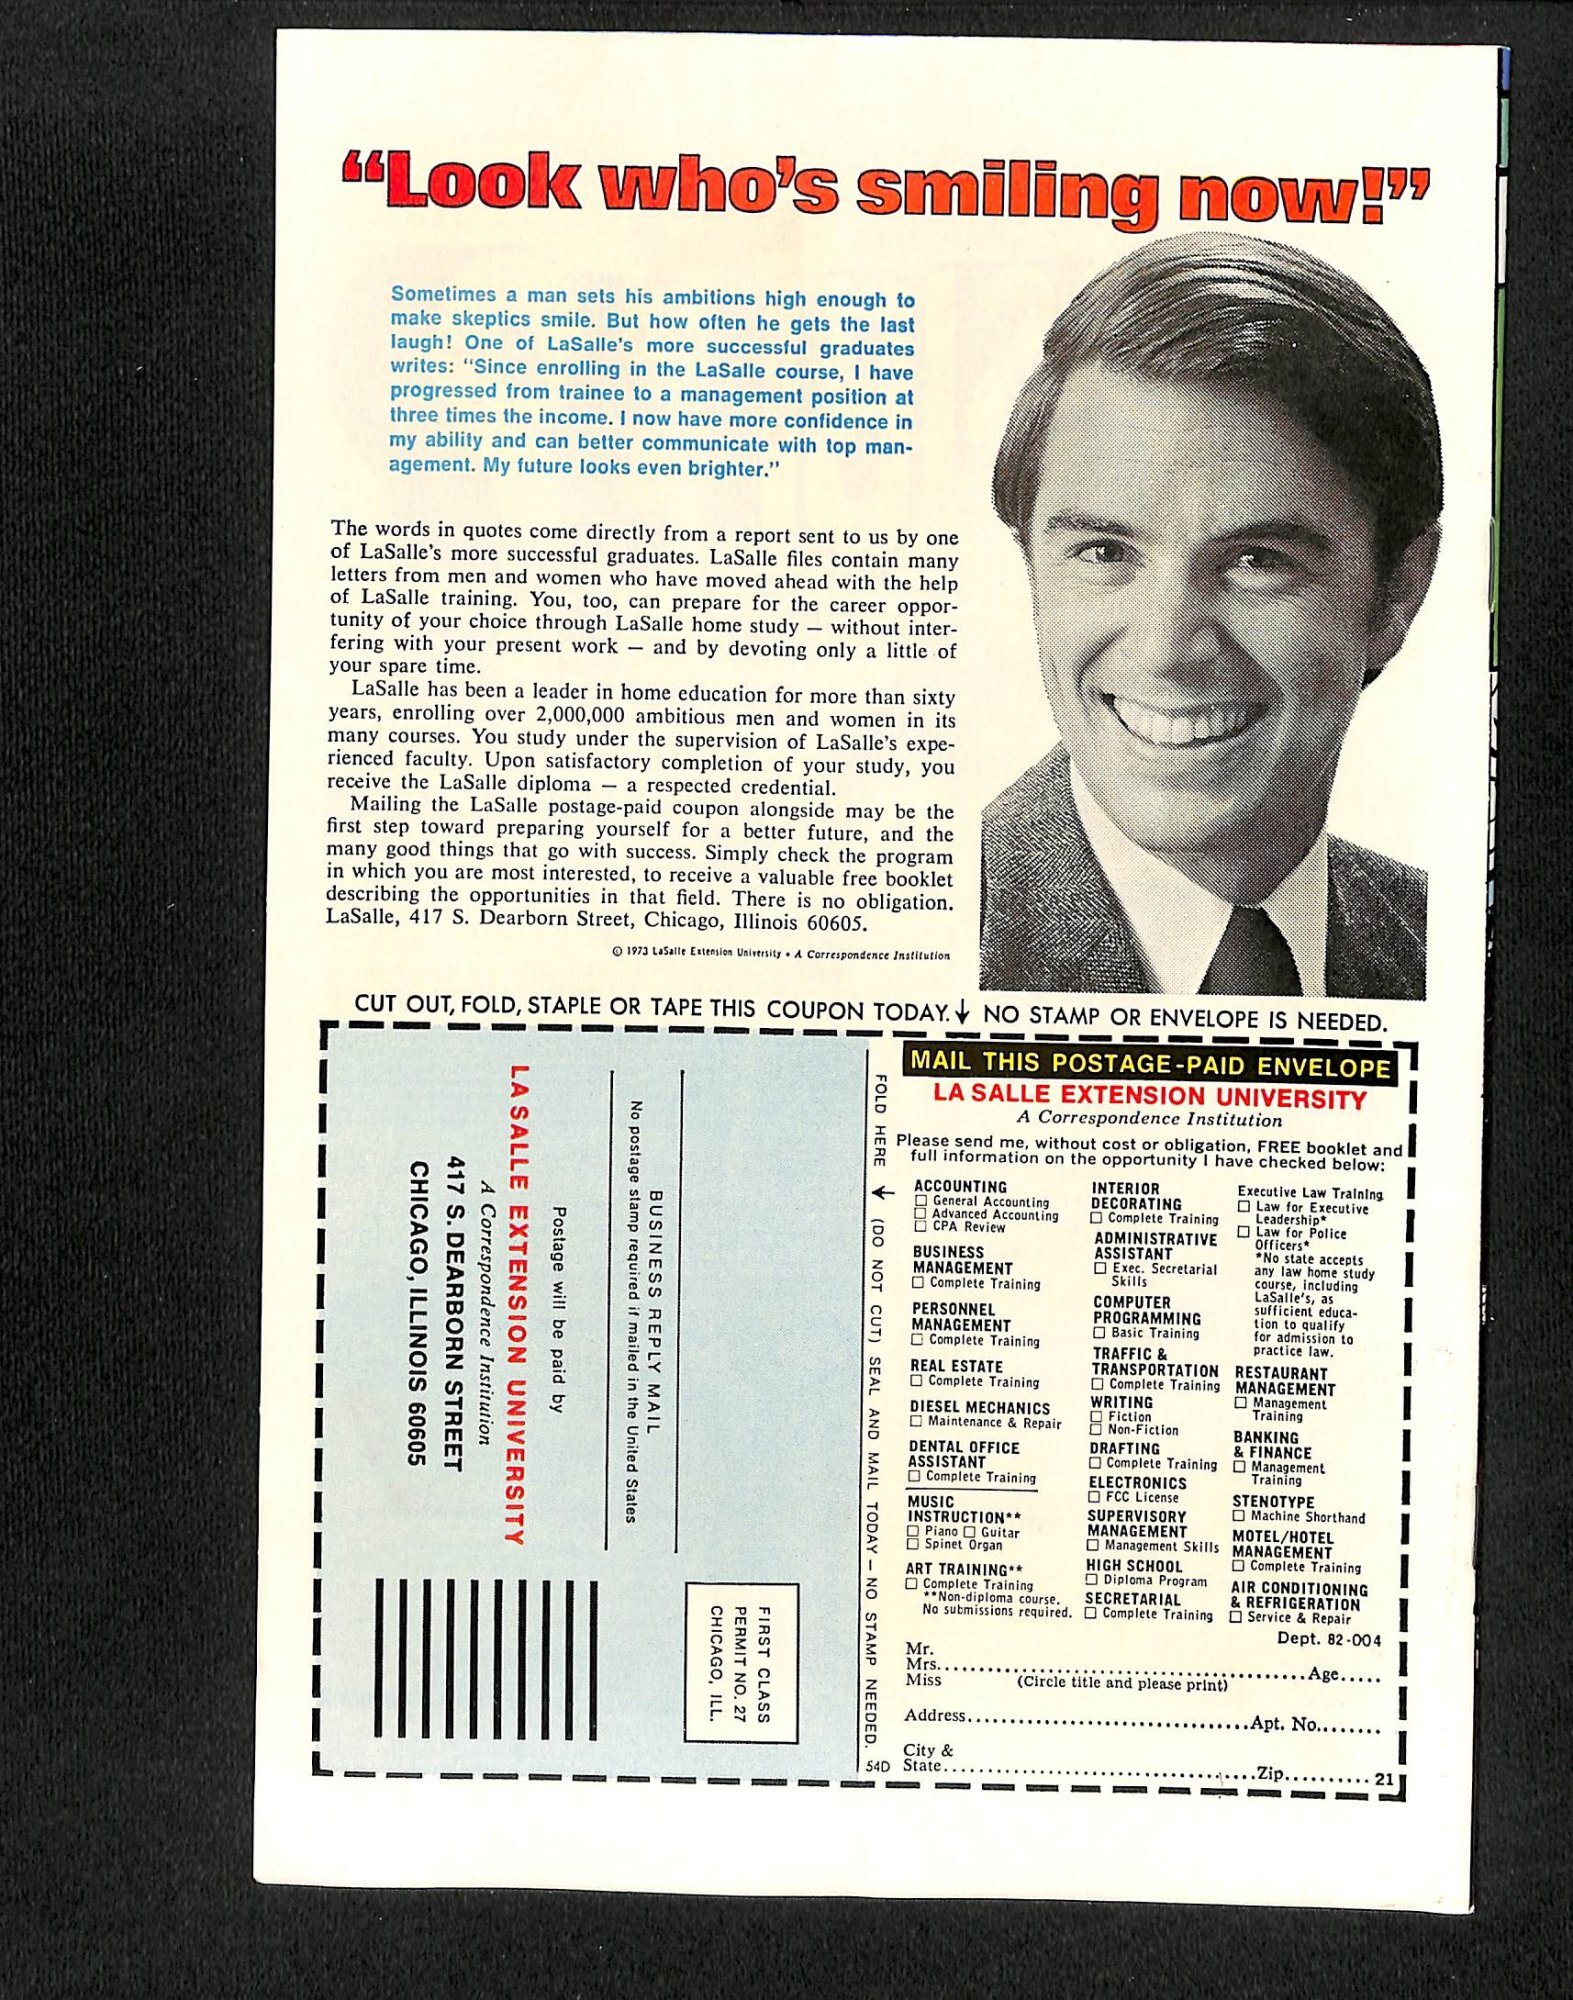 “Look who’s smiling now!”
Sometimes a man sets his ambitions high enough to
make skeptics smile. But how often he gets the last
laugh! One of LaSalle's more successful graduates
writes: "Since enrolling in the LaSalle course, I have
progressed from trainee to a management position at
three times the income. I now have more confidence in
my ability and can better communicate with top man-
agement. My future looks even brighter."
The words in quotes come directly from a report sent to us by one
of LaSalle's more successful graduates. LaSalle files contain many
letters from men and women who have moved ahead with the help
of LaSalle training. You, too, can prepare for the career oppor-
tunity of your choice through LaSalle home study — without inter-
fering with your present work — and by devoting only a little of
your spare time.
LaSalle has been a leader in home education for more than sixty
years, enrolling over 2,000,000 ambitious men and women in its
many courses. You study under the supervision of LaSalle's expe-
rienced faculty. Upon satisfactory completion of your study, you
receive the LaSalle diploma — a respected credential.
Mailing the LaSalle postage-paid coupon alongside may be the
first step toward preparing yourself for a better future, and the
many good things that go with success. Simply check the program
in which you are most interested, to receive a valuable free booklet
describing the opportunities in that field. There is no obligation.
LaSalle, 417 S. Dearborn Street, Chicago, Illinois 60605.
© 1973 LaSalle Extension University • A Correspondence Institution
CUT OUT, FOLD, STAPLE OR TAPE THIS COUPON TODAY. ↓ NO STAMP OR ENVELOPE IS NEEDED.
FIRST CLASS
PERMIT NO. 27
CHICAGO, ILL.
BUSINESS REPLY MAIL
No postage stamp required if mailed in the United States
Postage will be paid by
LA SALLE EXTENSION UNIVERSITY
A Correspondence Institution
417 S. DEARBORN STREET
CHICAGO, ILLINOIS 60605
FOLD HERE ↓ (DO NOT CUT) SEAL AND MAIL TODAY — NO STAMP NEEDED.
54D
MAIL THIS POSTAGE-PAID ENVELOPE
LA SALLE EXTENSION UNIVERSITY
A Correspondence Institution
Please send me, without cost or obligation, FREE booklet and
full information on the opportunity I have checked below:
ACCOUNTING
☐ General Accounting
☐ Advanced Accounting
☐ CPA Review
BUSINESS
MANAGEMENT
☐ Complete Training
PERSONNEL
MANAGEMENT
☐ Complete Training
REAL ESTATE
☐ Complete Training
DIESEL MECHANICS
☐ Maintenance & Repair
DENTAL OFFICE
ASSISTANT
☐ Complete Training
MUSIC
INSTRUCTION**
☐ Piano ☐ Guitar
☐ Spinet Organ
ART TRAINING**
☐ Complete Training
**Non-diploma course.
No submissions required.
INTERIOR
DECORATING
☐ Complete Training
ADMINISTRATIVE
ASSISTANT
☐ Exec. Secretarial
Skills
COMPUTER
PROGRAMMING
☐ Basic Training
TRAFFIC &
TRANSPORTATION
☐ Complete Training
WRITING
☐ Fiction
☐ Non-Fiction
DRAFTING
☐ Complete Training
ELECTRONICS
☐ FCC License
SUPERVISORY
MANAGEMENT
☐ Management Skills
HIGH SCHOOL
☐ Diploma Program
SECRETARIAL
☐ Complete Training
Executive Law Training
☐ Law for Executive
Leadership*
☐ Law for Police
Officers*
*No state accepts
any law home study
course, including
LaSalle's, as
sufficient educa-
tion to qualify
for admission to
practice law.
RESTAURANT
MANAGEMENT
☐ Management
Training
BANKING
& FINANCE
☐ Management
Training
STENOTYPE
☐ Machine Shorthand
MOTEL/HOTEL
MANAGEMENT
☐ Complete Training
AIR CONDITIONING
& REFRIGERATION
☐ Service & Repair
Dept. 82-004
Mr.
Mrs. Age
Miss (Circle title and please print)
Address Apt. No.
City &
State Zip 21